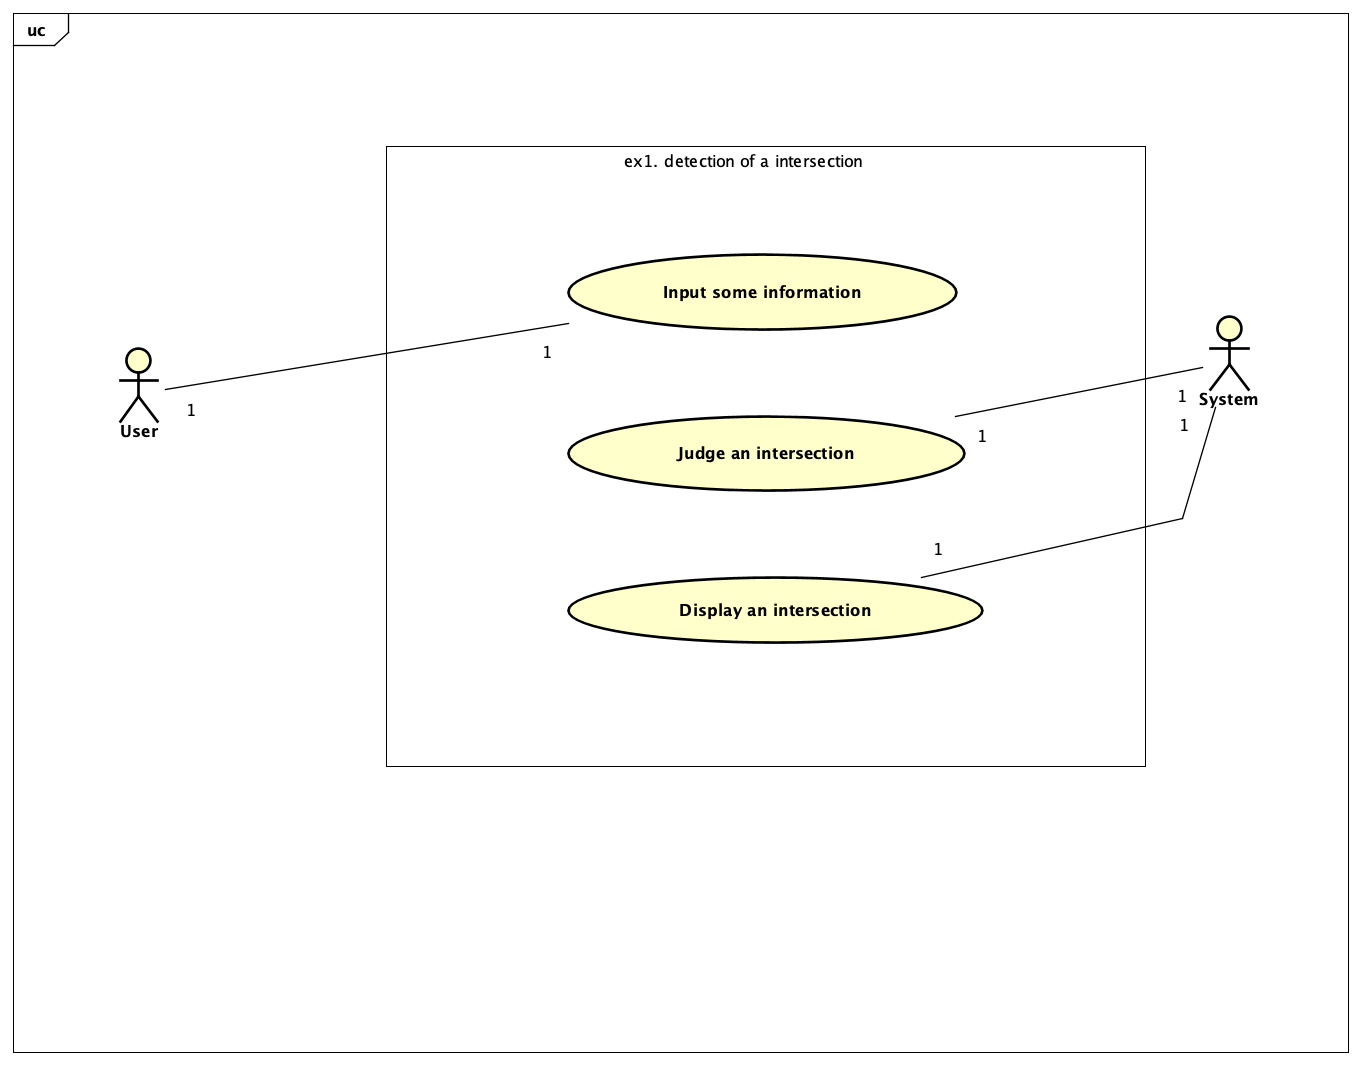 uc
ex1. detection of a intersection
Input some information
1
1
User
Judge an intersection
1
1
System
1
1
Display an intersection